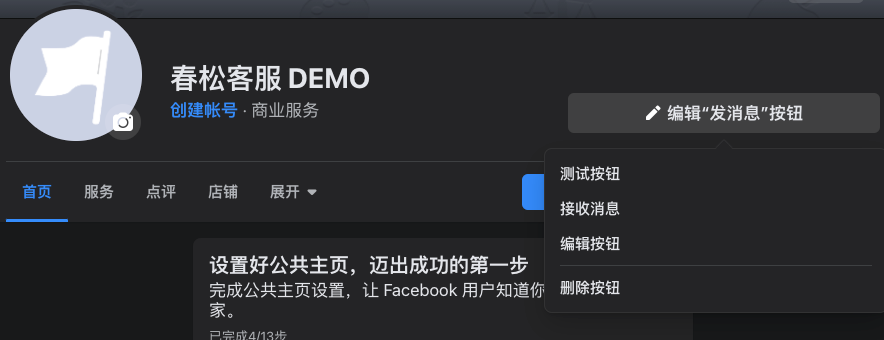 春松客服 DEMO
创建帐号 · 商业服务
编辑“发消息”按钮
测试按钮
接收消息
编辑按钮
删除按钮
首页 服务 点评 店铺 展开
设置好公共主页，迈出成功的第一步
完成公共主页设置，让 Facebook 用户知道你
家。
已完成4/13步